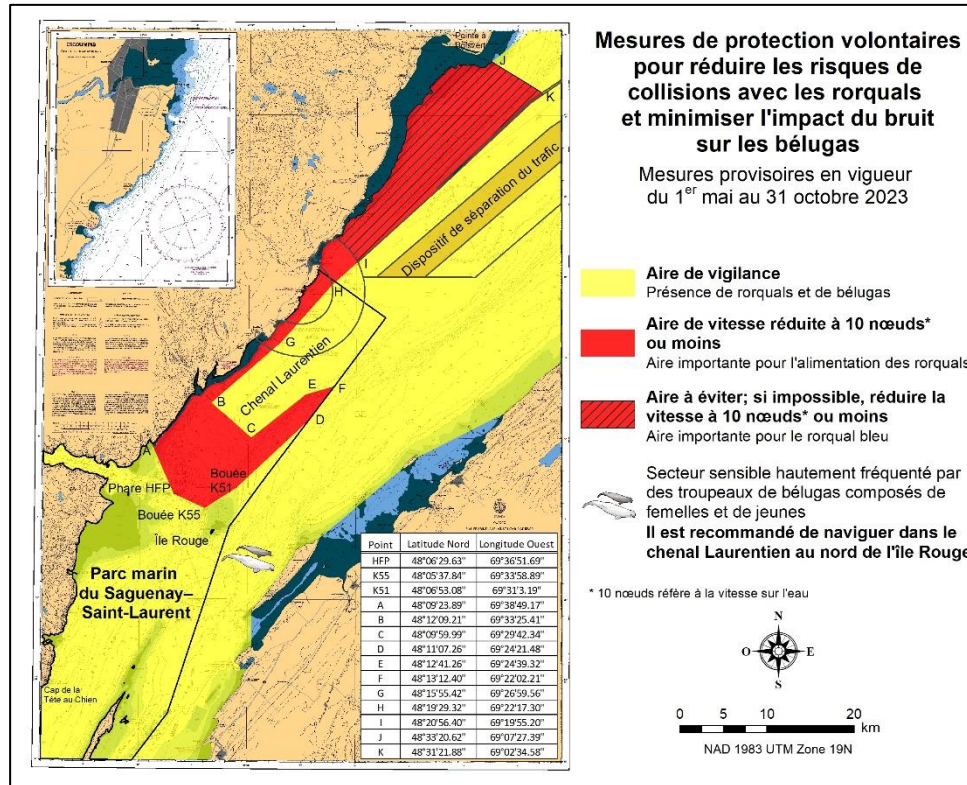 ESCOUMINS
Pointe à
Boisvert
J
K
Dispositif de séparation du trafic
I
H
G
Chenal Laurentien
B
E
F
C
D
A
Phare HFP
Bouée
K51
Bouée K55
Île Rouge
Parc marin
du Saguenay–
Saint-Laurent
Cap de la
Tête au Chien
Point Latitude Nord Longitude Ouest
HFP 48°06'29.63" 69°36'51.69"
K55 48°05'37.84" 69°33'58.89"
K51 48°06'53.08" 69°31'3.19"
A 48°09'23.89" 69°38'49.17"
B 48°12'09.21" 69°33'25.41"
C 48°09'59.99" 69°29'42.34"
D 48°11'07.26" 69°24'21.48"
E 48°12'41.26" 69°24'39.32"
F 48°13'12.40" 69°22'02.21"
G 48°15'55.42" 69°26'59.56"
H 48°19'29.32" 69°22'17.30"
I 48°20'56.40" 69°19'55.20"
J 48°33'20.62" 69°07'27.39"
K 48°31'21.88" 69°02'34.58"
Mesures de protection volontaires
pour réduire les risques de
collisions avec les rorquals
et minimiser l'impact du bruit
sur les bélugas
Mesures provisoires en vigueur
du 1er mai au 31 octobre 2023
Aire de vigilance
Présence de rorquals et de bélugas
Aire de vitesse réduite à 10 nœuds*
ou moins
Aire importante pour l'alimentation des rorquals
Aire à éviter; si impossible, réduire la
vitesse à 10 nœuds* ou moins
Aire importante pour le rorqual bleu
Secteur sensible hautement fréquenté par
des troupeaux de bélugas composés de
femelles et de jeunes
Il est recommandé de naviguer dans le
chenal Laurentien au nord de l'île Rouge
* 10 nœuds réfère à la vitesse sur l'eau
N
O E
S
0 5 10 20
km
NAD 1983 UTM Zone 19N